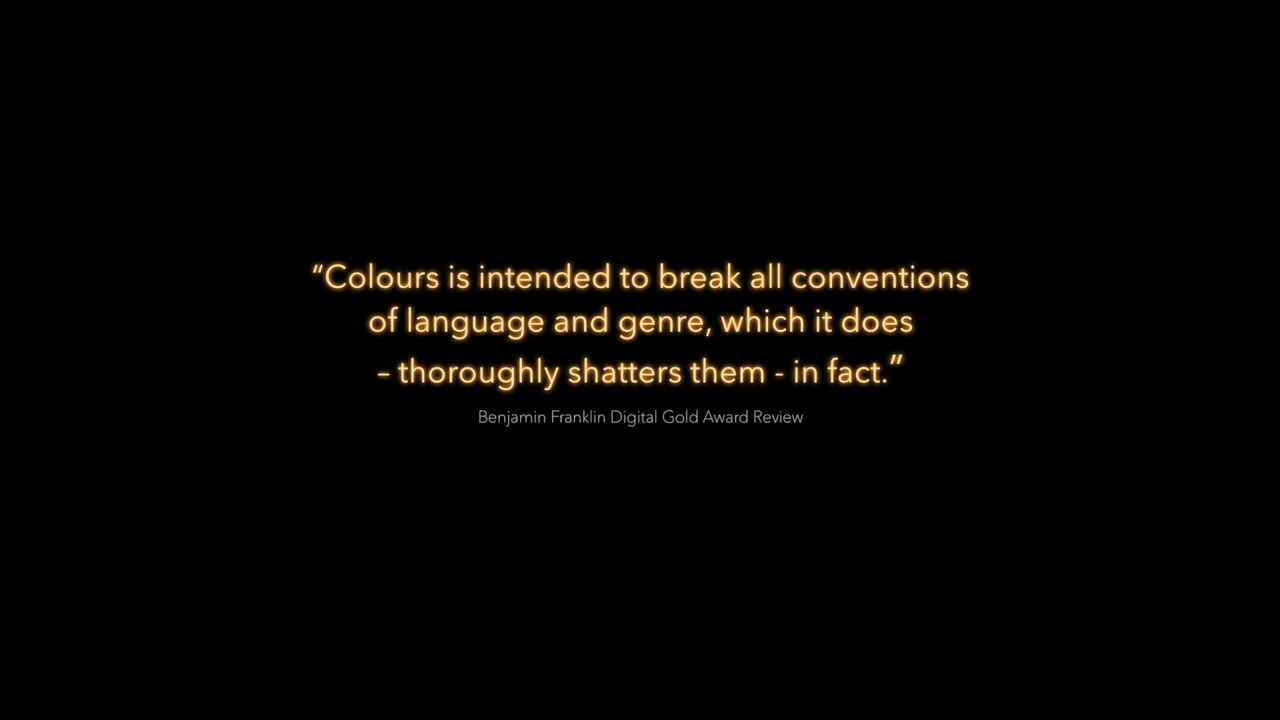 “Colours is intended to break all conventions
of language and genre, which it does
– thoroughly shatters them - in fact.”
Benjamin Franklin Digital Gold Award Review